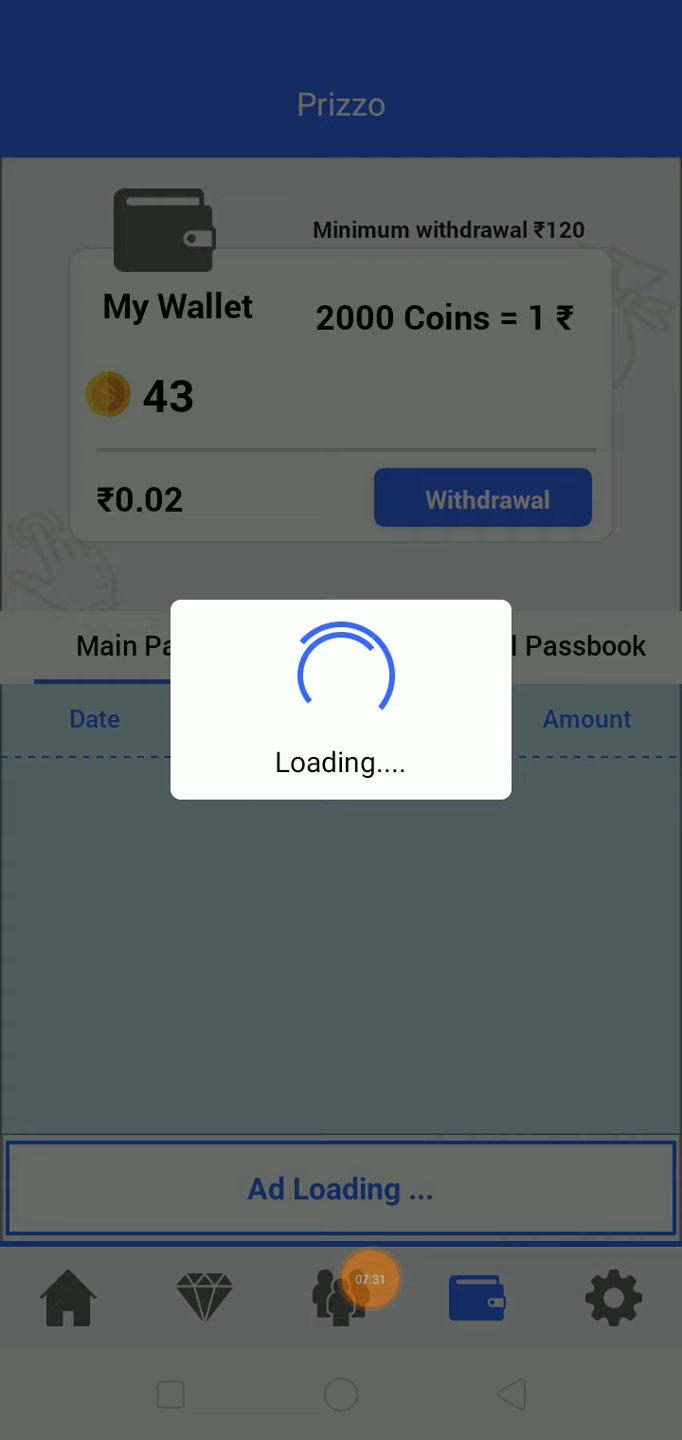 Prizzo
Minimum withdrawal ₹120
My Wallet
2000 Coins = 1 ₹
43
₹0.02
Withdrawal
Main Pa
l Passbook
Date
Amount
Loading....
Ad Loading ...
07:31